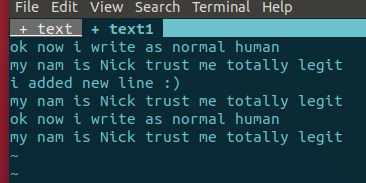 File Edit View Search Terminal Help
+ text + text1
ok now i write as normal human
my nam is Nick trust me totally legit
i added new line :)
my nam is Nick trust me totally legit
ok now i write as normal human
my nam is Nick trust me totally legit
~
~